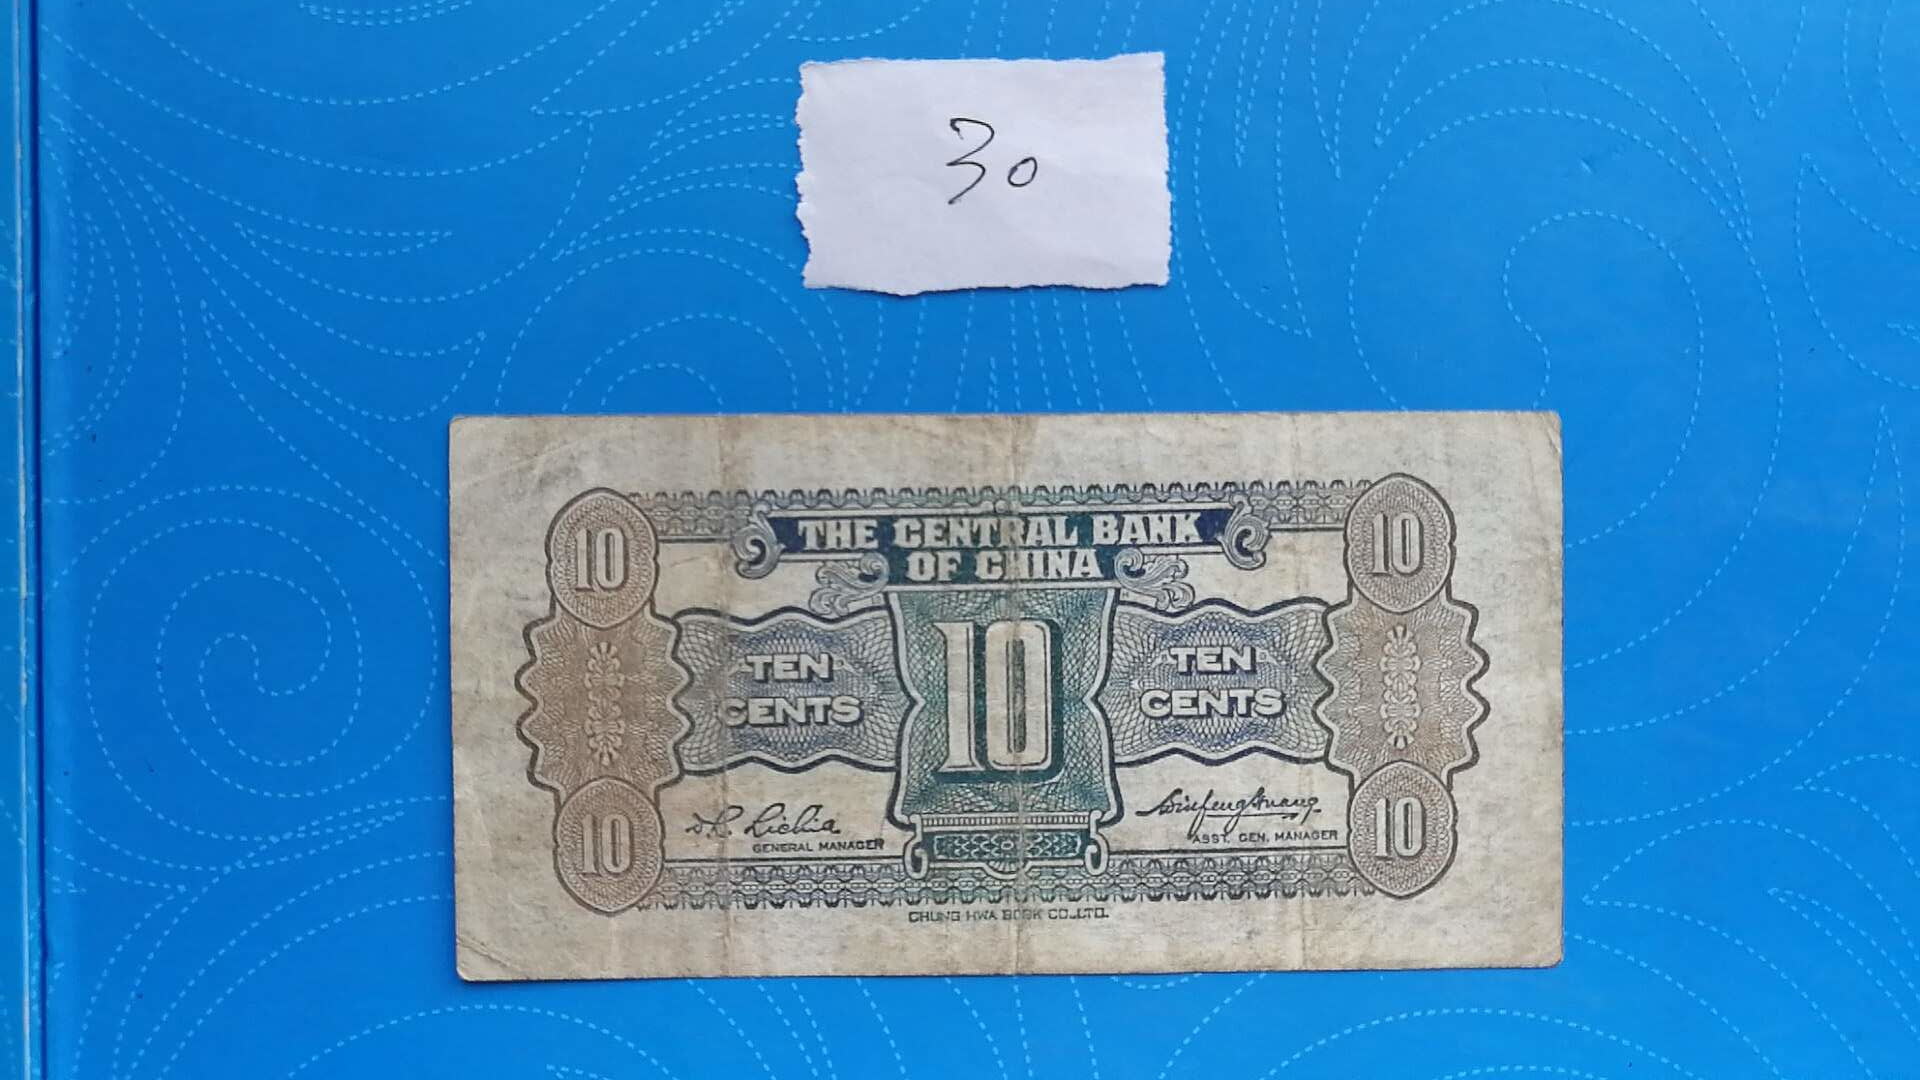 30
THE CENTRAL BANK
OF CHINA
10
10
10
TEN
CENTS
TEN
CENTS
GENERAL MANAGER
ASST. GEN. MANAGER
10
10
CHUNG HWA BOOK CO.,LTD.